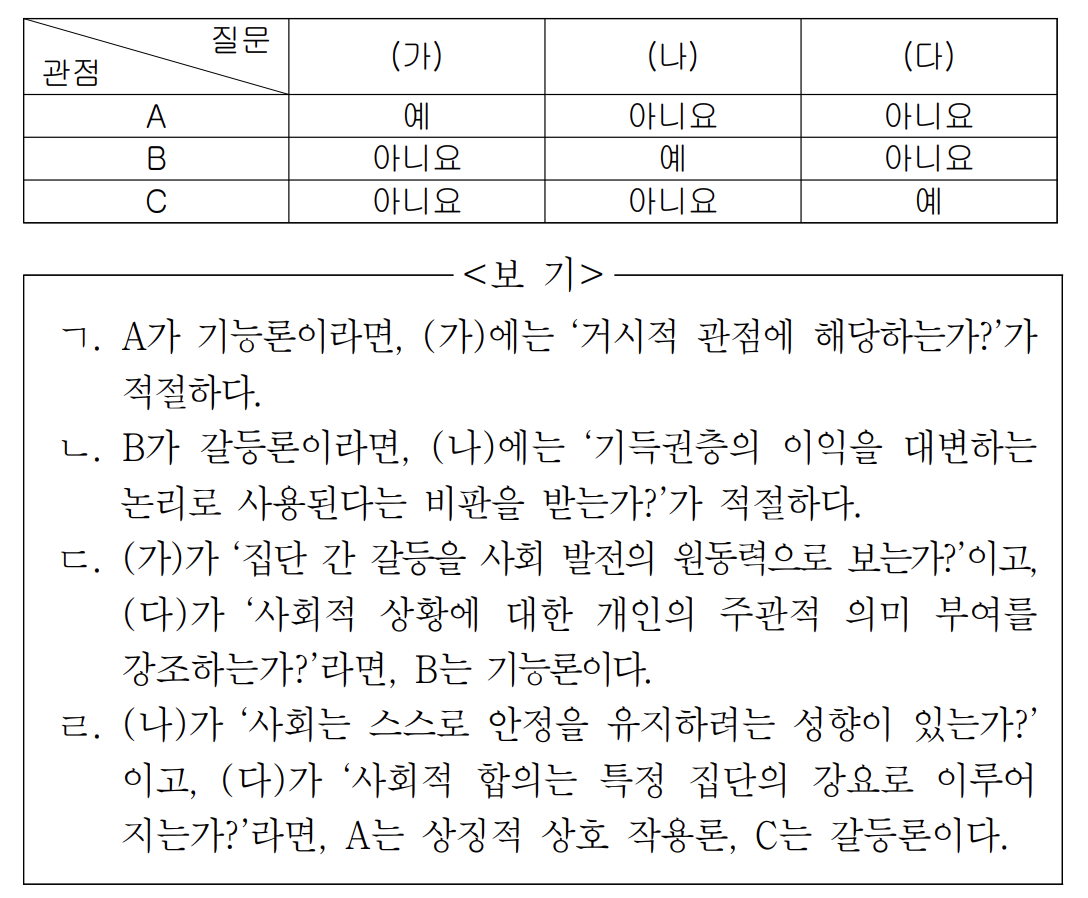 질문
관점
(가) (나) (다)
A 예 아니요 아니요
B 아니요 예 아니요
C 아니요 아니요 예
<보 기>
ㄱ. A가 기능론이라면, (가)에는 ‘거시적 관점에 해당하는가?’가
적절하다.
ㄴ. B가 갈등론이라면, (나)에는 ‘기득권층의 이익을 대변하는
논리로 사용된다는 비판을 받는가?’가 적절하다.
ㄷ. (가)가 ‘집단 간 갈등을 사회 발전의 원동력으로 보는가?’이고,
(다)가 ‘사회적 상황에 대한 개인의 주관적 의미 부여를
강조하는가?’라면, B는 기능론이다.
ㄹ. (나)가 ‘사회는 스스로 안정을 유지하려는 성향이 있는가?’
이고, (다)가 ‘사회적 합의는 특정 집단의 강요로 이루어
지는가?’라면, A는 상징적 상호 작용론, C는 갈등론이다.